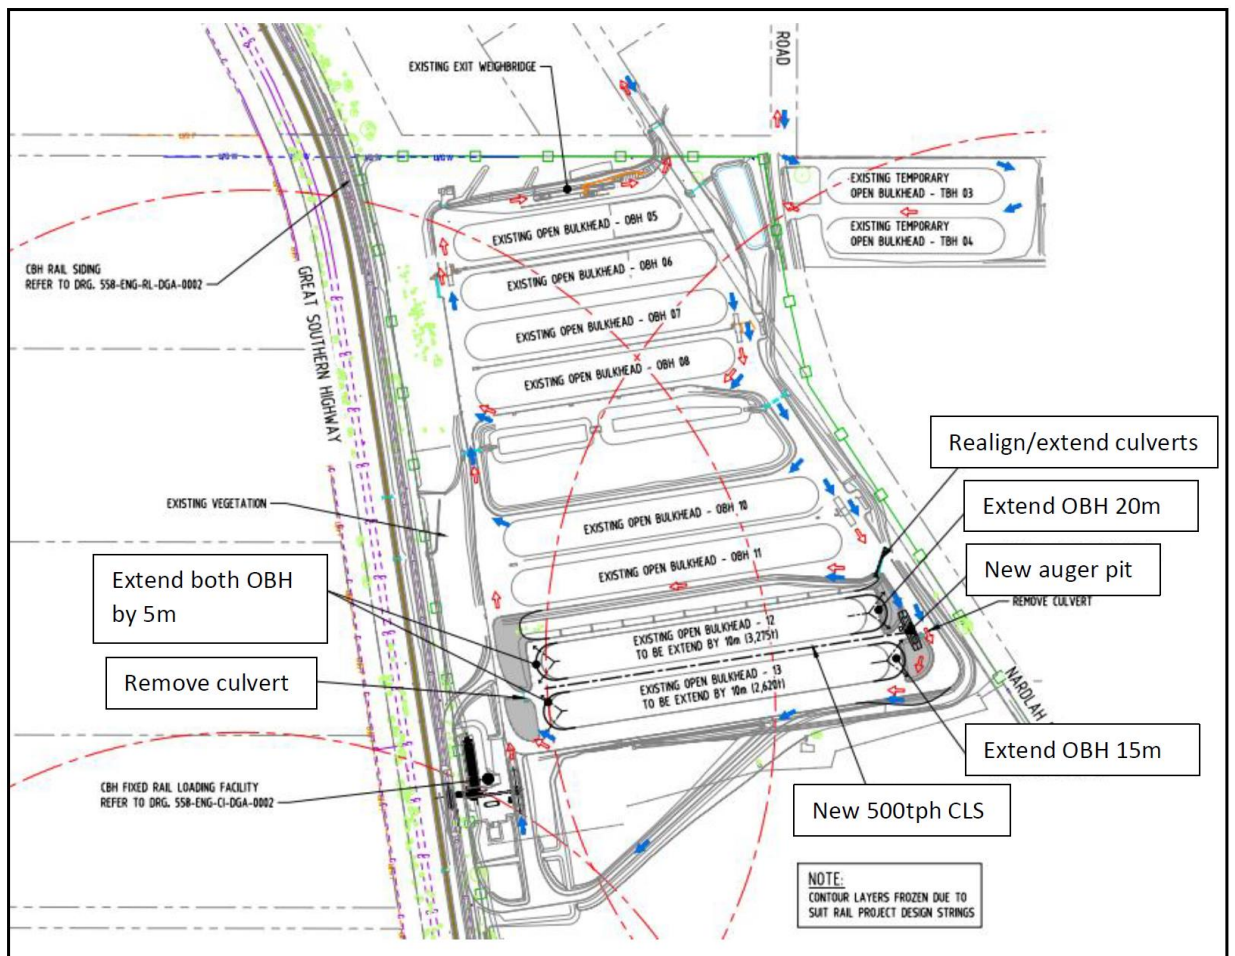 EXISTING EXIT WEIGHBRIDGE
ROAD
EXISTING TEMPORARY
OPEN BULKHEAD - TBH 03
EXISTING TEMPORARY
OPEN BULKHEAD - TBH 04
EXISTING OPEN BULKHEAD - OBH 05
EXISTING OPEN BULKHEAD - OBH 06
EXISTING OPEN BULKHEAD - OBH 07
EXISTING OPEN BULKHEAD - OBH 08
CBH RAIL SIDING
REFER TO DRG. 558-ENG-RL-DGA-0002
GREAT SOUTHERN HIGHWAY
Realign/extend culverts
Extend OBH 20m
EXISTING VEGETATION
EXISTING OPEN BULKHEAD - OBH 10
EXISTING OPEN BULKHEAD - OBH 11
New auger pit
REMOVE CULVERT
Extend both OBH
by 5m
EXISTING OPEN BULKHEAD - 12
TO BE EXTEND BY 10m (3,275t)
Remove culvert
EXISTING OPEN BULKHEAD - 13
TO BE EXTEND BY 10m (2,620t)
NARDLAH
Extend OBH 15m
CBH FIXED RAIL LOADING FACILITY
REFER TO DRG. 558-ENG-CI-DGA-0002
New 500tph CLS
NOTE:
CONTOUR LAYERS FROZEN DUE TO
SUIT RAIL PROJECT DESIGN STRINGS